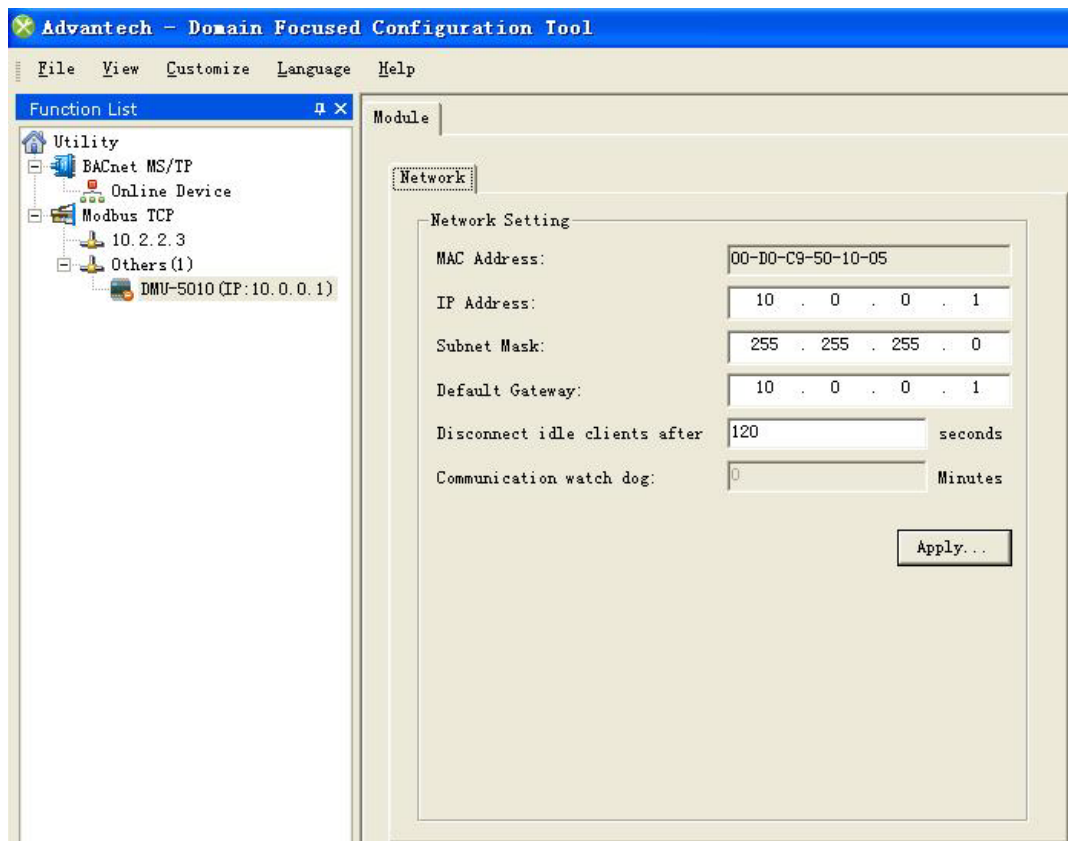 Advantech - Domain Focused Configuration Tool
File View Customize Language Help
Function List
Utility
BACnet MS/TP
Online Device
Modbus TCP
10.2.2.3
Others(1)
DMU-5010(IP:10.0.0.1)
Module
Network
Network Setting
MAC Address: 00-D0-C9-50-10-05
IP Address: 10 . 0 . 0 . 1
Subnet Mask: 255 . 255 . 255 . 0
Default Gateway: 10 . 0 . 0 . 1
Disconnect idle clients after 120 seconds
Communication watch dog: 0 Minutes
Apply...